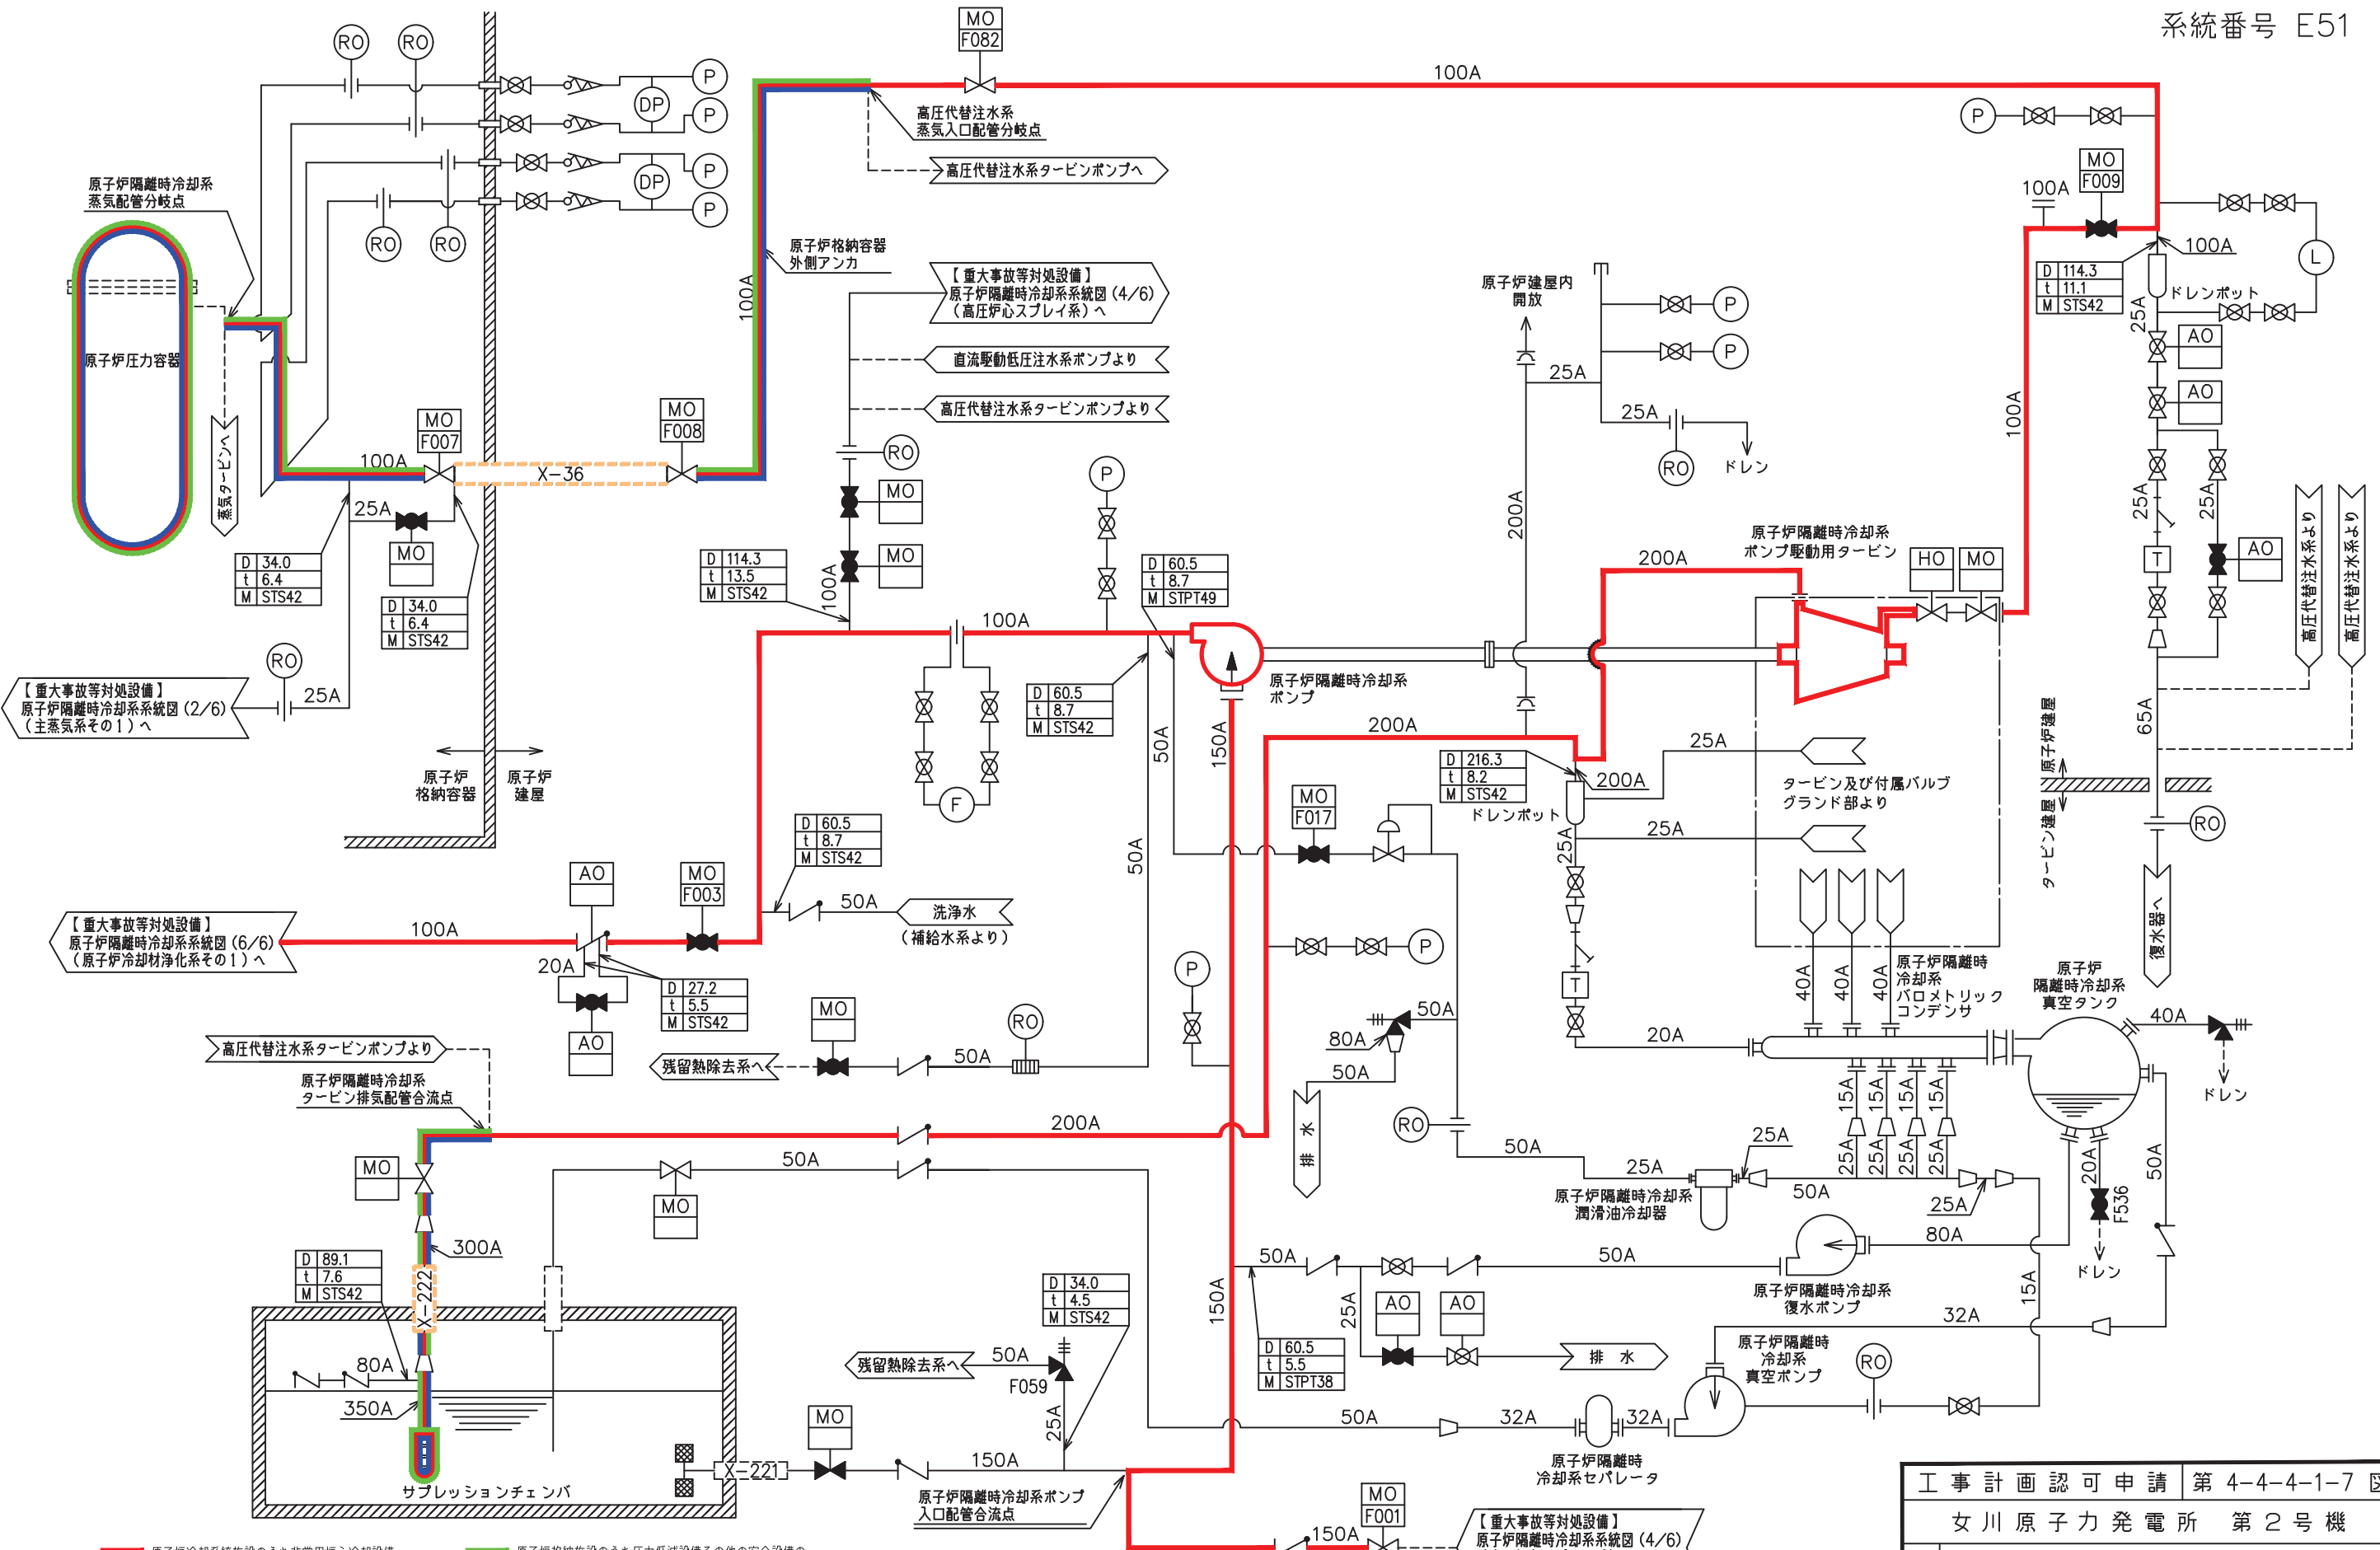 系統番号 E51
MO
F082
RO
RO
100A
P
DP
P
P
DP
P
RO
RO
高圧代替注水系
蒸気入口配管分岐点
高圧代替注水系タービンポンプへ
P
MO
F009
100A
100A
L
D 114.3
t 11.1
M STS42
ドレンポット
25A
AO
AO
原子炉隔離時冷却系
蒸気配管分岐点
原子炉圧力容器
蒸気タービンへ
原子炉格納容器
外側アンカ
100A
【重大事故等対処設備】
原子炉隔離時冷却系系統図(4/6)
(高圧炉心スプレイ系)へ
直流駆動低圧注水系ポンプより
高圧代替注水系タービンポンプより
原子炉建屋内
開放
P
P
25A
25A
RO
ドレン
200A
100A
MO
F007
X-36
MO
F008
100A
25A
MO
D 34.0
t 6.4
M STS42
D 34.0
t 6.4
M STS42
RO
25A
【重大事故等対処設備】
原子炉隔離時冷却系系統図(2/6)
(主蒸気系その1)へ
原子炉
格納容器
原子炉
建屋
RO
MO
MO
D 114.3
t 13.5
M STS42
100A
P
D 60.5
t 8.7
M STPT49
100A
F
D 60.5
t 8.7
M STS42
50A
50A
150A
原子炉隔離時冷却系
ポンプ
200A
200A
原子炉隔離時冷却系
ポンプ駆動用タービン
HO
MO
100A
25A
25A
T
AO
高圧代替注水系より
高圧代替注水系より
65A
原子炉建屋
タービン建屋
RO
復水器へ
D 216.3
t 8.2
M STS42
ドレンポット
200A
25A
25A
25A
タービン及び付属バルブ
グランド部より
T
20A
MO
F017
D 60.5
t 8.7
M STS42
50A
洗浄水
(補給水系より)
AO
MO
F003
【重大事故等対処設備】
原子炉隔離時冷却系系統図(6/6)
(原子炉冷却材浄化系その1)へ
100A
20A
AO
D 27.2
t 5.5
M STS42
MO
残留熱除去系へ
50A
RO
P
P
50A
80A
50A
排水
RO
50A
40A
40A
40A
原子炉隔離時
冷却系
バロメトリック
コンデンサ
原子炉
隔離時冷却系
真空タンク
40A
ドレン
15A
15A
15A
15A
25A
25A
25A
25A
20A
F536
ドレン
50A
高圧代替注水系タービンポンプより
原子炉隔離時冷却系
タービン排気配管合流点
200A
MO
50A
MO
300A
D 89.1
t 7.6
M STS42
X-222
80A
350A
サプレッションチェンバ
X-221
MO
150A
25A
25A
原子炉隔離時冷却系
潤滑油冷却器
50A
25A
80A
原子炉隔離時冷却系
復水ポンプ
15A
50A
50A
25A
AO
AO
150A
D 60.5
t 5.5
M STPT38
排水
32A
原子炉隔離時
冷却系
真空ポンプ
RO
D 34.0
t 4.5
M STS42
残留熱除去系へ
50A
F059
25A
50A
32A
32A
原子炉隔離時
冷却系セパレータ
原子炉隔離時冷却系ポンプ
入口配管合流点
150A
MO
F001
【重大事故等対処設備】
原子炉隔離時冷却系系統図(4/6)
工事計画認可申請 第 4-4-4-1-7 図
女川原子力発電所 第2号機